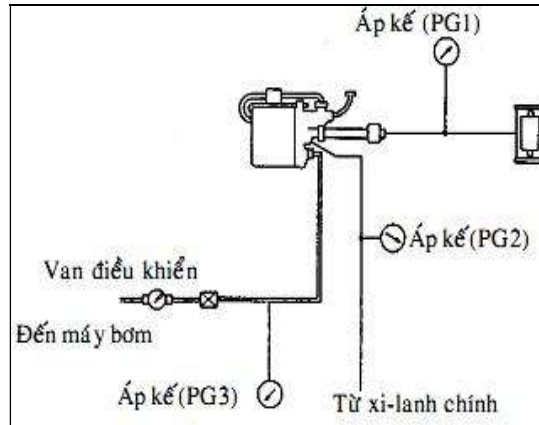 Áp kế (PG1)
Áp kế (PG2)
Van điều khiển
Đến máy bơm
Áp kế (PG3)
Từ xi-lanh chính